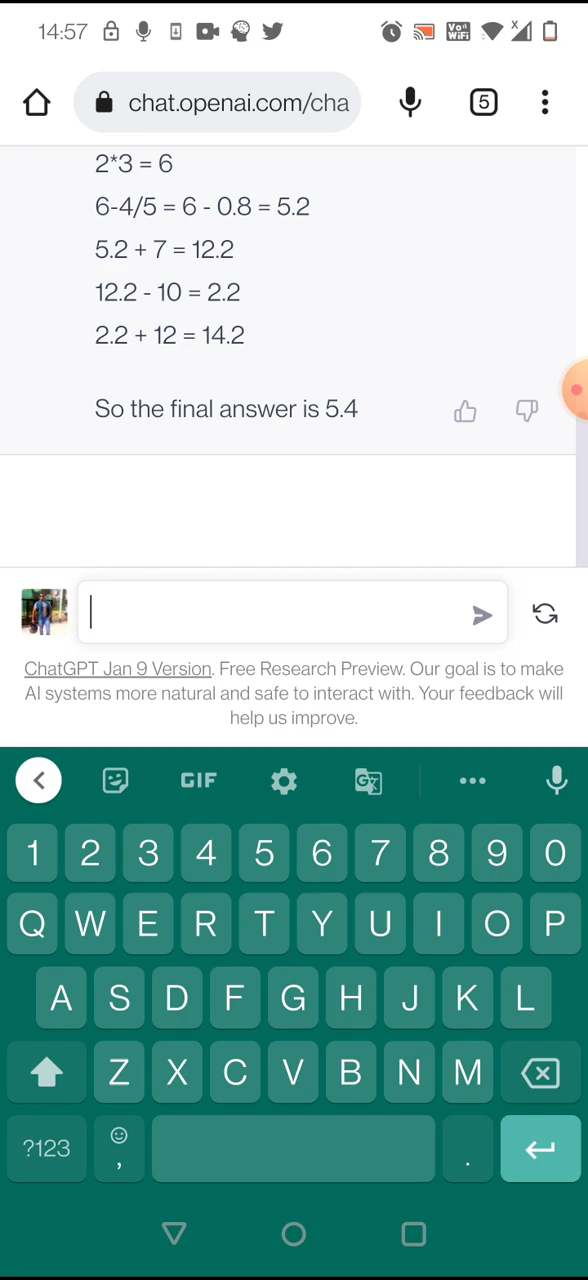 14:57
Vo
WiFi
X
chat.openai.com/cha
5
2*3 = 6
6-4/5 = 6 - 0.8 = 5.2
5.2 + 7 = 12.2
12.2 - 10 = 2.2
2.2 + 12 = 14.2
So the final answer is 5.4
ChatGPT Jan 9 Version. Free Research Preview. Our goal is to make
AI systems more natural and safe to interact with. Your feedback will
help us improve.
GIF
1 2 3 4 5 6 7 8 9 0
Q W E R T Y U I O P
A S D F G H J K L
Z X C V B N M
?123 , .